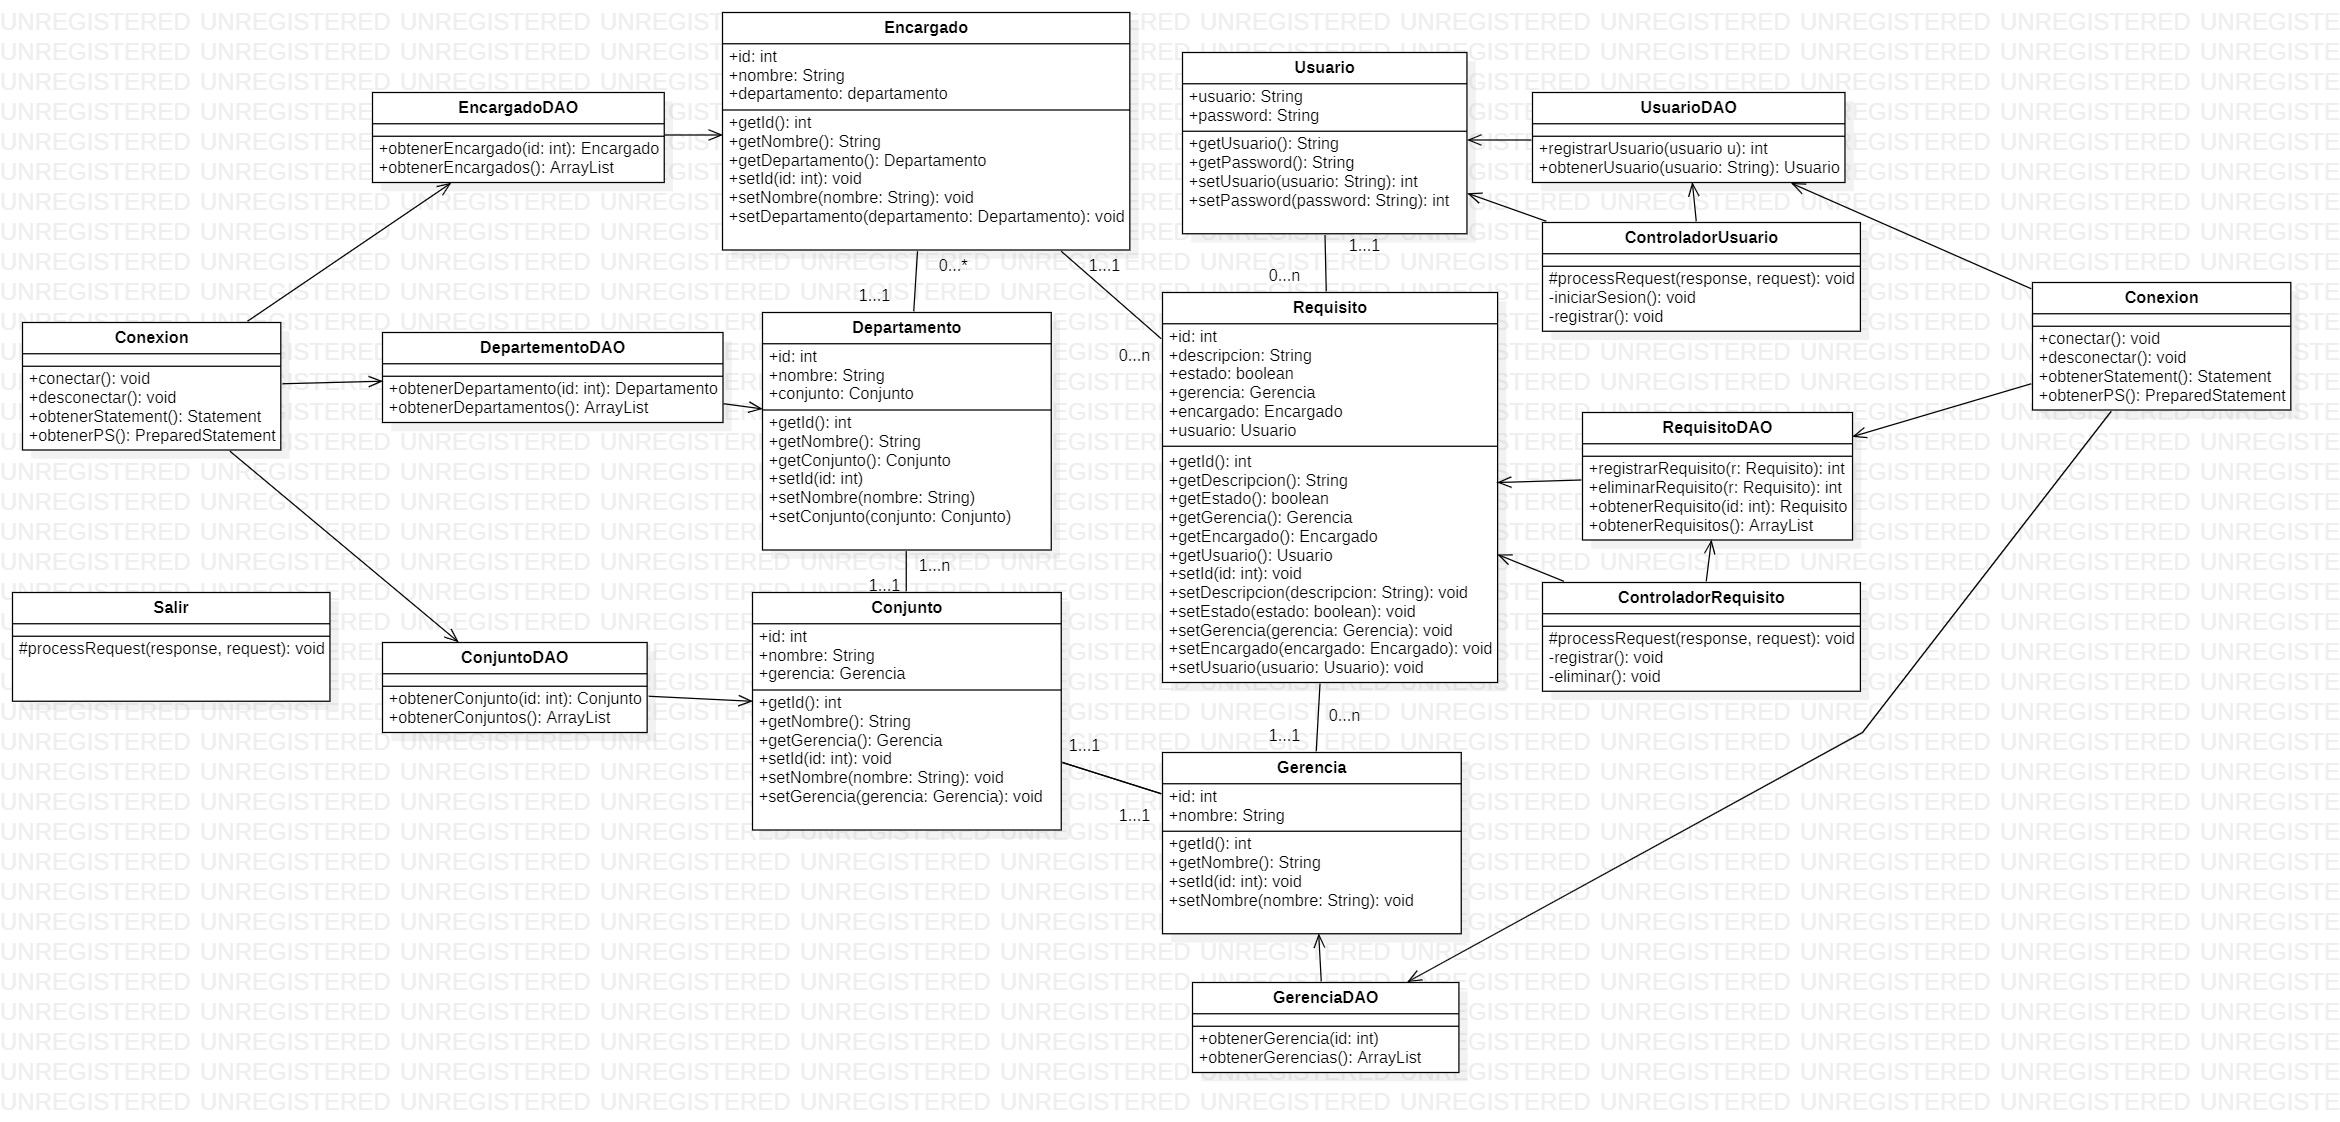 Encargado
+id: int
+nombre: String
+departamento: departamento
+getId(): int
+getNombre(): String
+getDepartamento(): Departamento
+setId(id: int): void
+setNombre(nombre: String): void
+setDepartamento(departamento: Departamento): void
Usuario
+usuario: String
+password: String
+getUsuario(): String
+getPassword(): String
+setUsuario(usuario: String): int
+setPassword(password: String): int
EncargadoDAO
+obtenerEncargado(id: int): Encargado
+obtenerEncargados(): ArrayList
UsuarioDAO
+registrarUsuario(usuario u): int
+obtenerUsuario(usuario: String): Usuario
ControladorUsuario
#processRequest(response, request): void
-iniciarSesion(): void
-registrar(): void
0...*
1...1
1...1
0...n
1...1
0...n
Conexion
+conectar(): void
+desconectar(): void
+obtenerStatement(): Statement
+obtenerPS(): PreparedStatement
DepartementoDAO
+obtenerDepartamento(id: int): Departamento
+obtenerDepartamentos(): ArrayList
Departamento
+id: int
+nombre: String
+conjunto: Conjunto
+getId(): int
+getNombre(): String
+getConjunto(): Conjunto
+setId(id: int)
+setNombre(nombre: String)
+setConjunto(conjunto: Conjunto)
Requisito
+id: int
+descripcion: String
+estado: boolean
+gerencia: Gerencia
+encargado: Encargado
+usuario: Usuario
+getId(): int
+getDescripcion(): String
+getEstado(): boolean
+getGerencia(): Gerencia
+getEncargado(): Encargado
+getUsuario(): Usuario
+setId(id: int): void
+setDescripcion(descripcion: String): void
+setEstado(estado: boolean): void
+setGerencia(gerencia: Gerencia): void
+setEncargado(encargado: Encargado): void
+setUsuario(usuario: Usuario): void
Conexion
+conectar(): void
+desconectar(): void
+obtenerStatement(): Statement
+obtenerPS(): PreparedStatement
RequisitoDAO
+registrarRequisito(r: Requisito): int
+eliminarRequisito(r: Requisito): int
+obtenerRequisito(id: int): Requisito
+obtenerRequisitos(): ArrayList
ControladorRequisito
#processRequest(response, request): void
-registrar(): void
-eliminar(): void
1...n
1...1
Salir
#processRequest(response, request): void
ConjuntoDAO
+obtenerConjunto(id: int): Conjunto
+obtenerConjuntos(): ArrayList
Conjunto
+id: int
+nombre: String
+gerencia: Gerencia
+getId(): int
+getNombre(): String
+getGerencia(): Gerencia
+setId(id: int): void
+setNombre(nombre: String): void
+setGerencia(gerencia: Gerencia): void
0...n
1...1
1...1
1...1
Gerencia
+id: int
+nombre: String
+getId(): int
+getNombre(): String
+setId(id: int): void
+setNombre(nombre: String): void
GerenciaDAO
+obtenerGerencia(id: int)
+obtenerGerencias(): ArrayList
UNREGISTERED